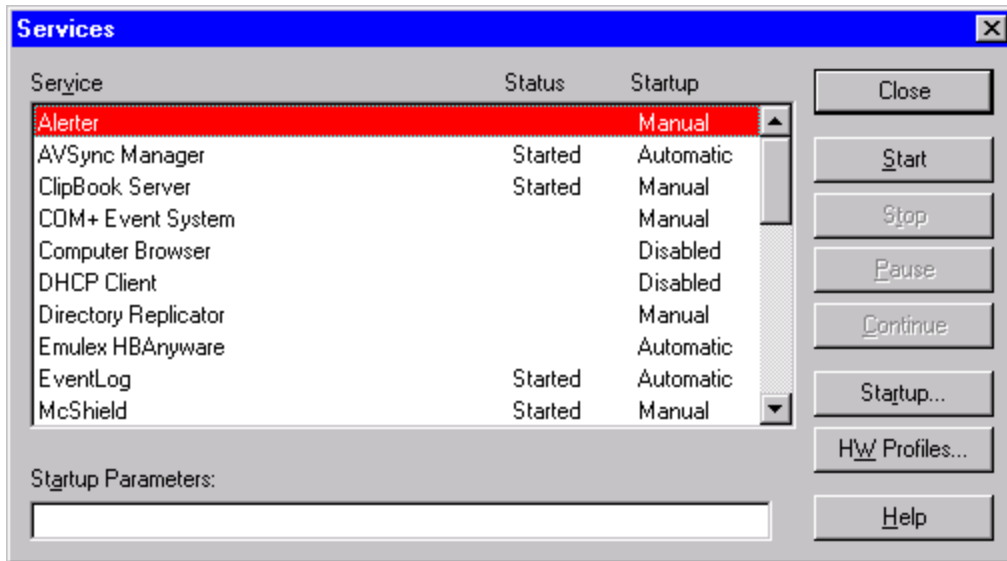 Services
Service Status Startup
Alerter Manual
AVSync Manager Started Automatic
ClipBook Server Started Manual
COM+ Event System Manual
Computer Browser Disabled
DHCP Client Disabled
Directory Replicator Manual
Emulex HBAnyware Automatic
EventLog Started Automatic
McShield Started Manual
Startup Parameters:
Close
Start
Stop
Pause
Continue
Startup...
HW Profiles...
Help